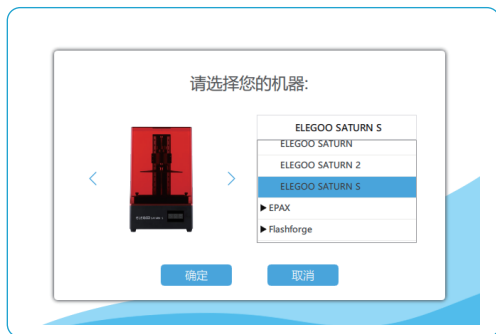 请选择您的机器:
ELEGOO SATURN S
ELEGOO SATURN
ELEGOO SATURN 2
ELEGOO SATURN S
▶ EPAX
▶ Flashforge
确定
取消